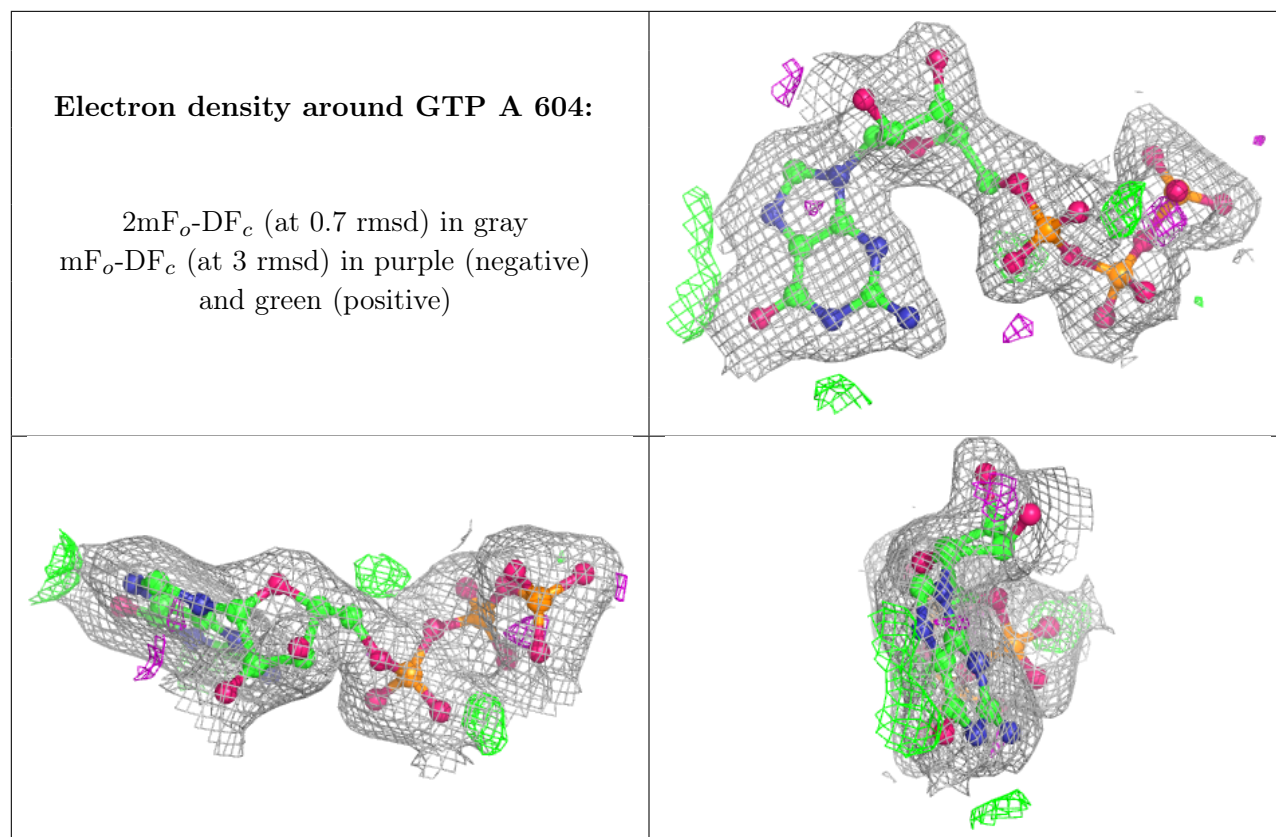 Electron density around GTP A 604:
2mFo-DFc (at 0.7 rmsd) in gray
mFo-DFc (at 3 rmsd) in purple (negative)
and green (positive)